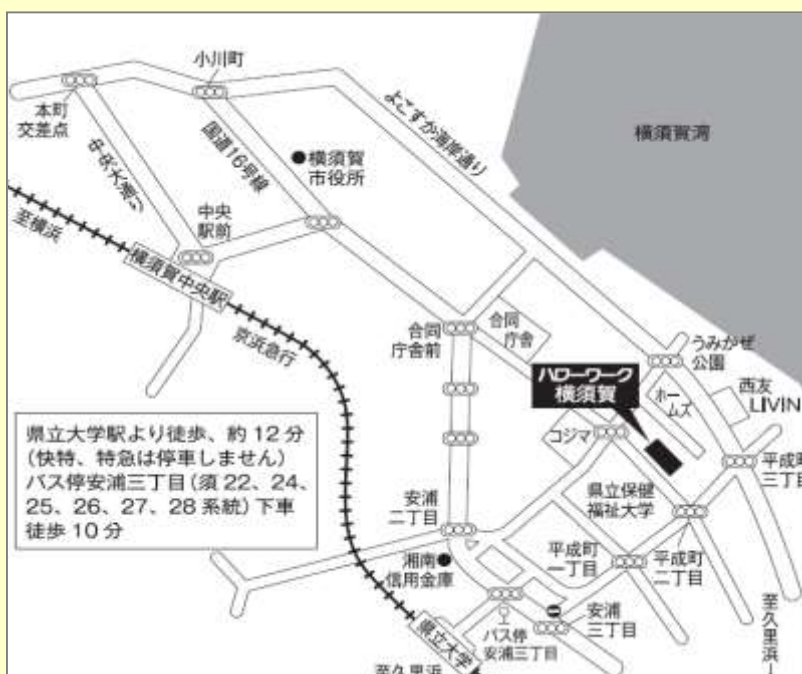 小川町
本町
交差点
中央大通り
国道16号線
横須賀
市役所
よこすか海岸通り
横須賀湾
中央
駅前
至横浜
横須賀中央駅
京浜急行
合同
庁舎前
合同
庁舎
うみかぜ
公園
ハローワーク
横須賀
ホー
ムズ
西友
LIVIN
コジマ
県立大学駅より徒歩、約12分
(快特、特急は停車しません)
バス停安浦三丁目(須22、24、
25、26、27、28系統)下車
徒歩10分
平成町
三丁目
県立保健
福祉大学
安浦
二丁目
湘南
信用金庫
平成町
一丁目
平成町
二丁目
バス停
安浦三丁目
安浦
三丁目
県立大学
至久里浜
至久里浜